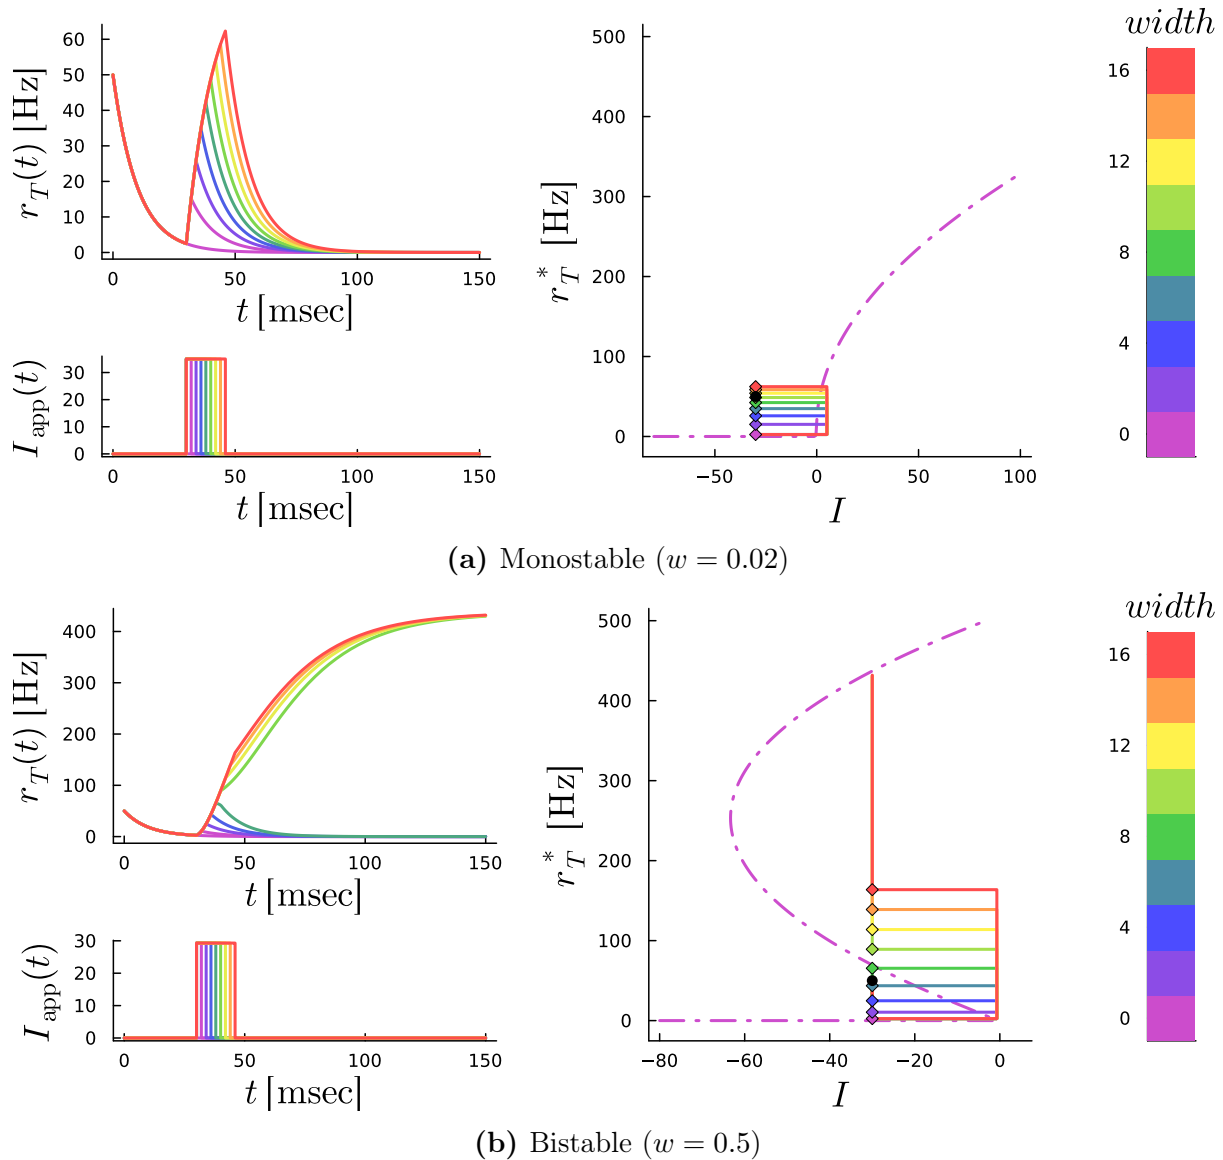 r_T(t) [Hz]
60
50
40
30
20
10
0
0 50 100 150
t [msec]
I_app(t)
30
20
10
0
0 50 100 150
t [msec]
r_T^* [Hz]
500
400
300
200
100
0
−50 0 50 100
I
width
16
12
8
4
0
(a) Monostable (w = 0.02)
r_T(t) [Hz]
400
300
200
100
0
0 50 100 150
t [msec]
I_app(t)
30
20
10
0
0 50 100 150
t [msec]
r_T^* [Hz]
500
400
300
200
100
0
−80 −60 −40 −20 0
I
width
16
12
8
4
0
(b) Bistable (w = 0.5)